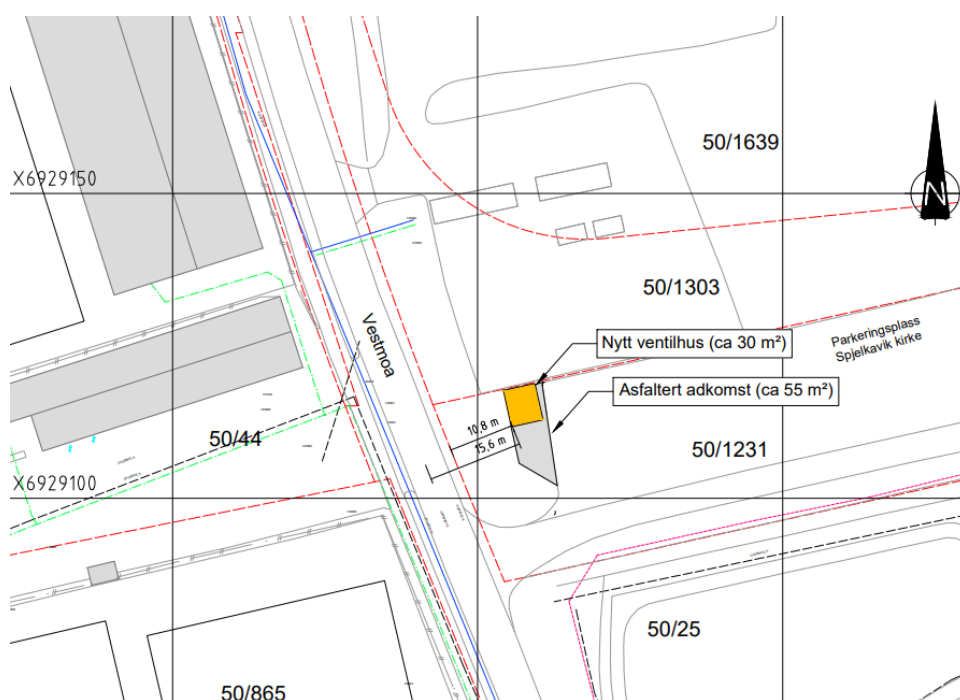 50/1639
X6929150
N
50/1303
Vestmoa
Parkeringsplass
Spjelkavik kirke
Nytt ventilhus (ca 30 m²)
Asfaltert adkomst (ca 55 m²)
10,8 m
15,6 m
50/44
50/1231
X6929100
50/25
50/865